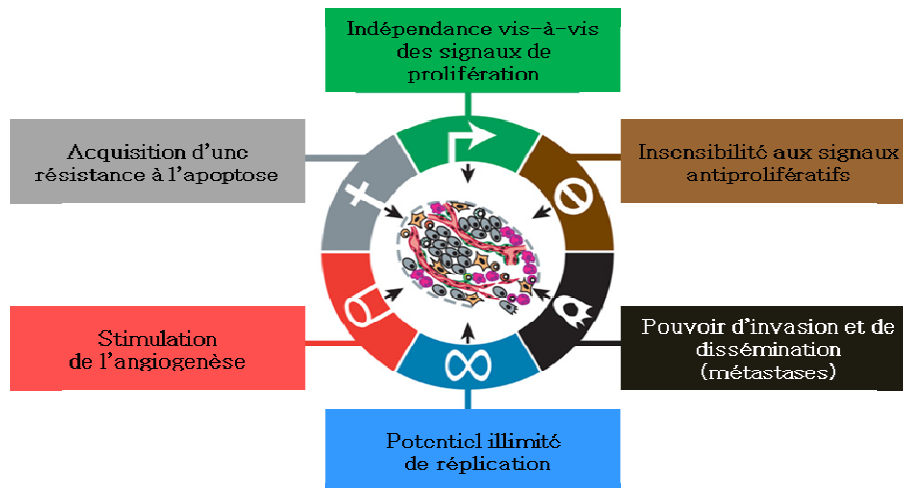 Indépendance vis-à-vis
des signaux de
prolifération
Acquisition d'une
résistance à l'apoptose
Insensibilité aux signaux
antiprolifératifs
Stimulation
de l'angiogenèse
Pouvoir d'invasion et de
dissémination
(métastases)
Potentiel illimité
de réplication